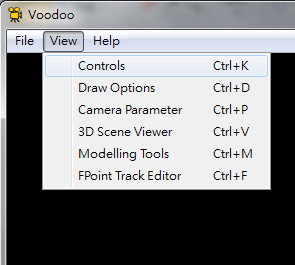 Voodoo
File View Help
Controls Ctrl+K
Draw Options Ctrl+D
Camera Parameter Ctrl+P
3D Scene Viewer Ctrl+V
Modelling Tools Ctrl+M
FPoint Track Editor Ctrl+F